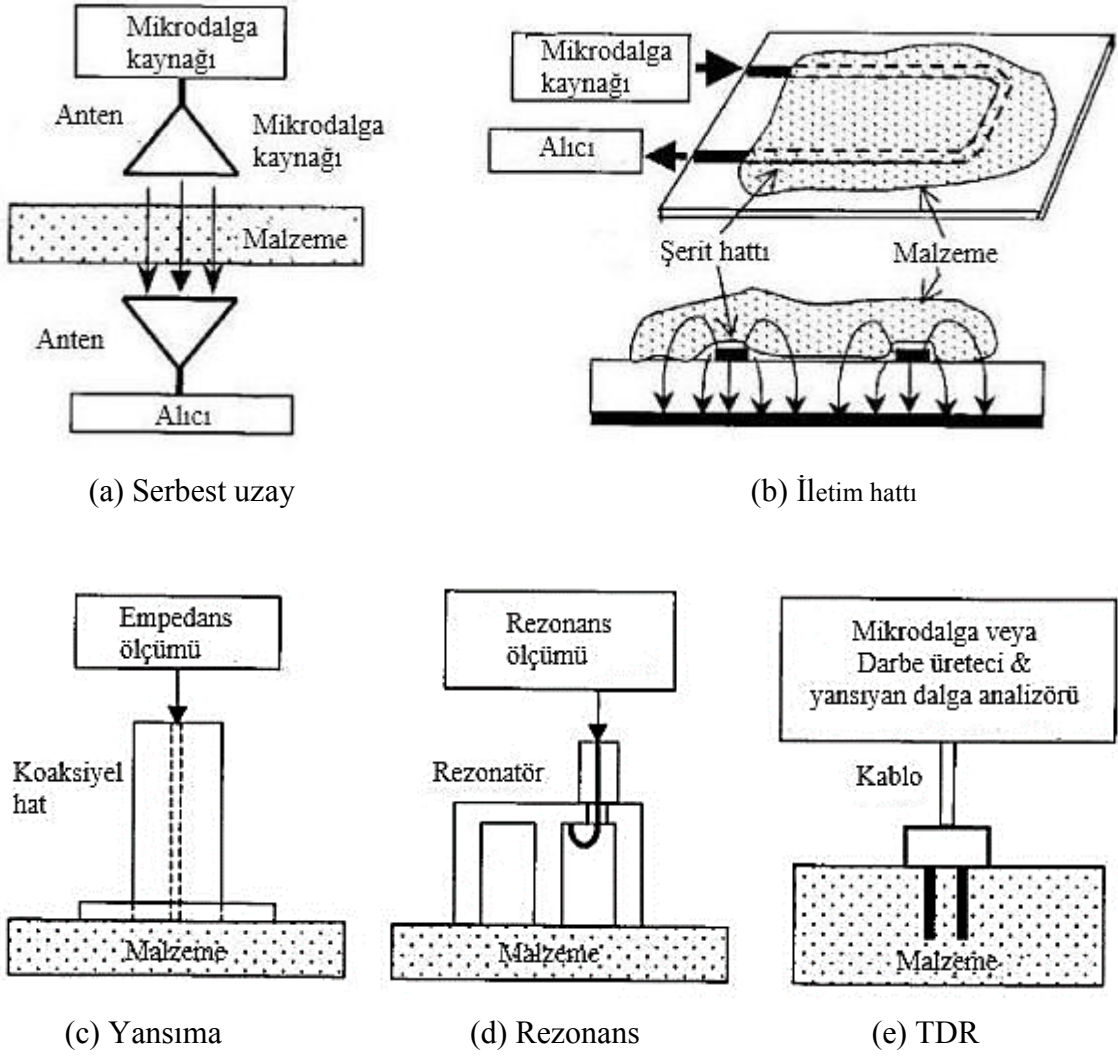 Mikrodalga
kaynağı
Anten
Mikrodalga
kaynağı
Malzeme
Anten
Alıcı
(a) Serbest uzay
Mikrodalga
kaynağı
Alıcı
Şerit hattı
Malzeme
(b) İletim hattı
Empedans
ölçümü
Koaksiyel
hat
Malzeme
(c) Yansıma
Rezonans
ölçümü
Rezonatör
Malzeme
(d) Rezonans
Mikrodalga veya
Darbe üreteci &
yansıyan dalga analizörü
Kablo
Malzeme
(e) TDR